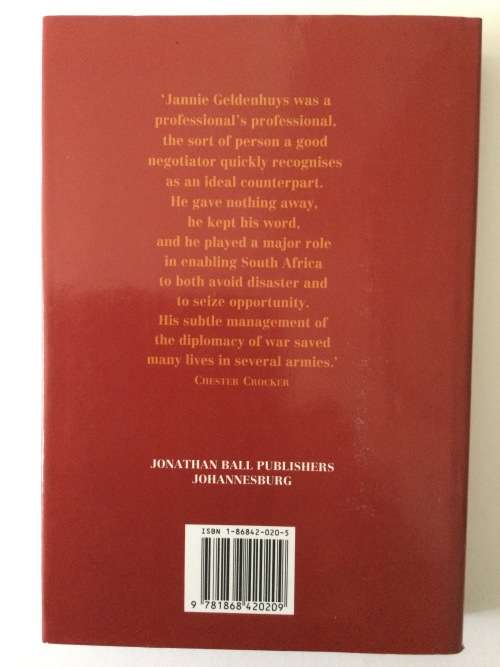 ‘Jannie Geldenhuys was a
professional’s professional,
the sort of person a good
negotiator quickly recognises
as an ideal counterpart.
He gave nothing away,
he kept his word,
and he played a major role
in enabling South Africa
to both avoid disaster and
to seize opportunity.
His subtle management of
the diplomacy of war saved
many lives in several armies.’
CHESTER CROCKER
JONATHAN BALL PUBLISHERS
JOHANNESBURG
ISBN 1-86842-020-5
9 781868 420209